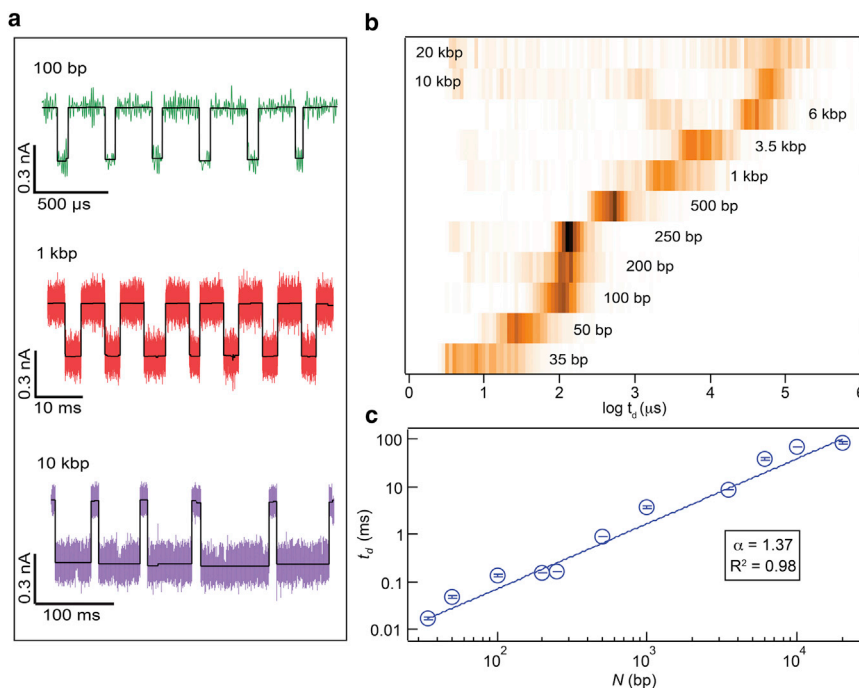 a
100 bp
0.3 nA
500 µs
1 kbp
0.3 nA
10 ms
10 kbp
0.3 nA
100 ms
b
20 kbp
10 kbp
6 kbp
3.5 kbp
1 kbp
500 bp
250 bp
200 bp
100 bp
50 bp
35 bp
0 1 2 3 4 5 6
log t_d (µs)
c
100
10
1
0.1
0.01
t_d (ms)
α = 1.37
R² = 0.98
10² 10³ 10⁴
N (bp)